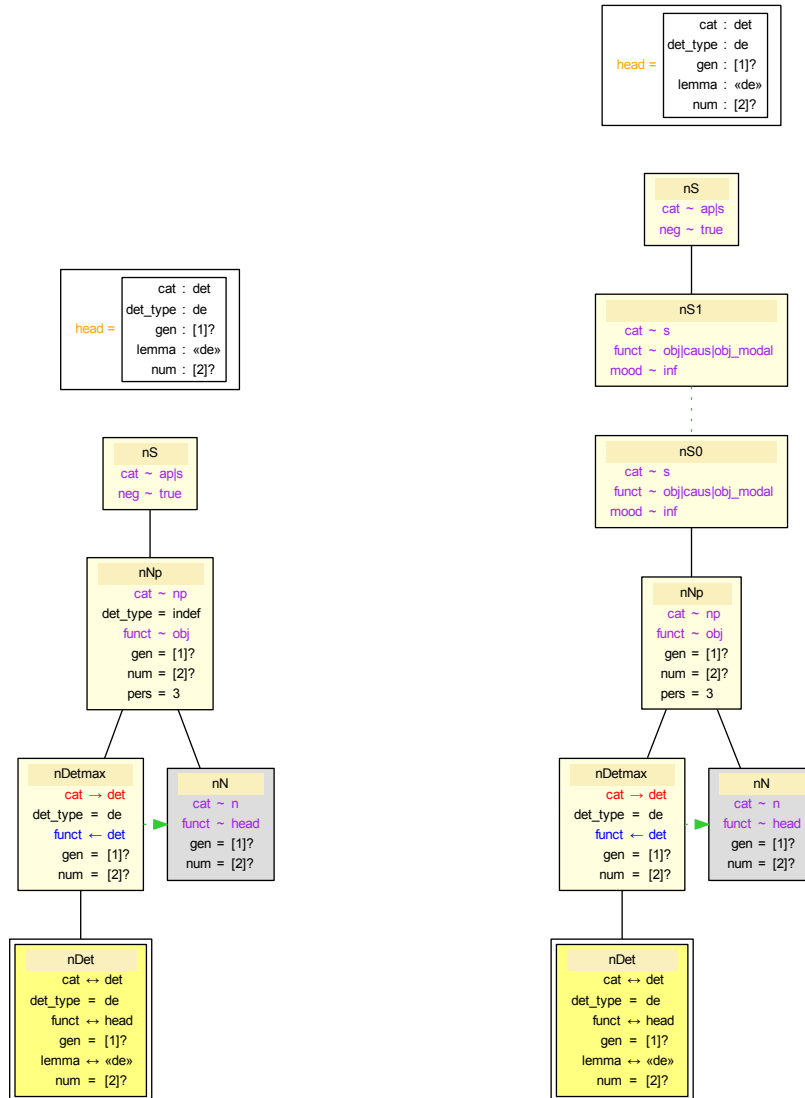 head =
cat : det
det_type : de
gen : [1]?
lemma : «de»
num : [2]?
nS
cat ~ ap|s
neg ~ true
nNp
cat ~ np
det_type = indef
funct ~ obj
gen = [1]?
num = [2]?
pers = 3
nDetmax
cat → det
det_type = de
funct ← det
gen = [1]?
num = [2]?
nN
cat ~ n
funct ~ head
gen = [1]?
num = [2]?
nDet
cat ↔ det
det_type = de
funct ↔ head
gen = [1]?
lemma ↔ «de»
num = [2]?
head =
cat : det
det_type : de
gen : [1]?
lemma : «de»
num : [2]?
nS
cat ~ ap|s
neg ~ true
nS1
cat ~ s
funct ~ obj|caus|obj_modal
mood ~ inf
nS0
cat ~ s
funct ~ obj|caus|obj_modal
mood ~ inf
nNp
cat ~ np
funct ~ obj
gen = [1]?
num = [2]?
pers = 3
nDetmax
cat → det
det_type = de
funct ← det
gen = [1]?
num = [2]?
nN
cat ~ n
funct ~ head
gen = [1]?
num = [2]?
nDet
cat ↔ det
det_type = de
funct ↔ head
gen = [1]?
lemma ↔ «de»
num = [2]?